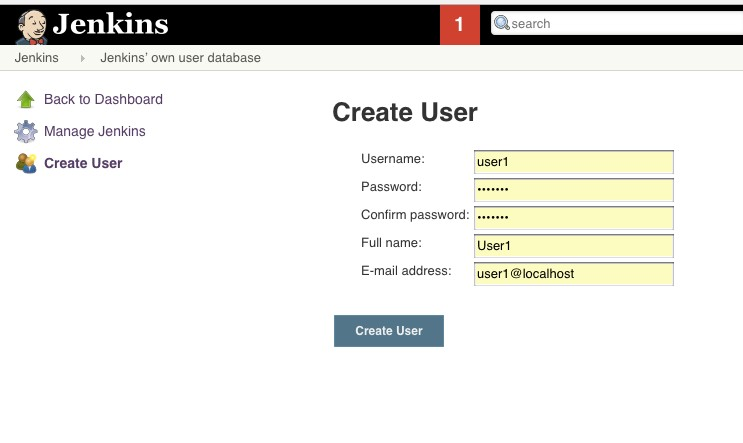 Jenkins
1
search
Jenkins
Jenkins' own user database
Back to Dashboard
Manage Jenkins
Create User
Create User
Username: user1
Password: •••••••
Confirm password: •••••••
Full name: User1
E-mail address: user1@localhost
Create User